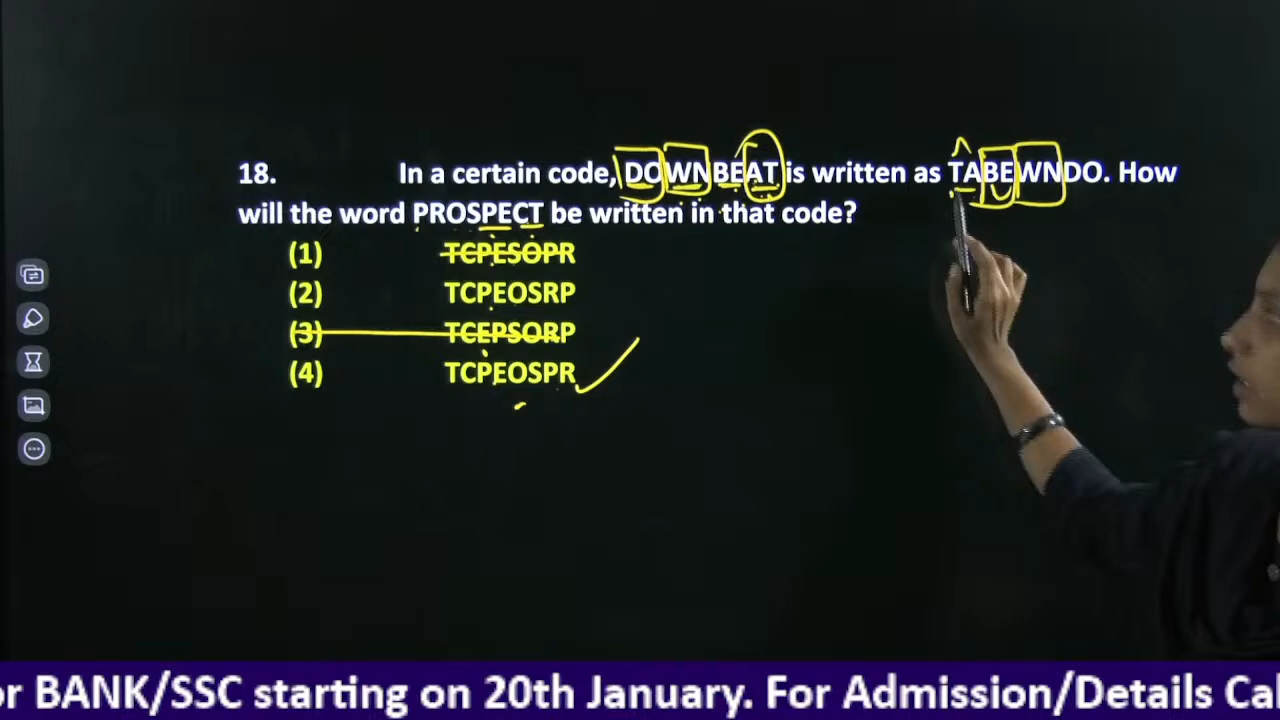 18. In a certain code, DOWNBEAT is written as TABEWNDO. How
will the word PROSPECT be written in that code?
(1) TCPESOPR
(2) TCPEOSRP
(3) TCEPSORP
(4) TCPEOSPR
or BANK/SSC starting on 20th January. For Admission/Details Cal